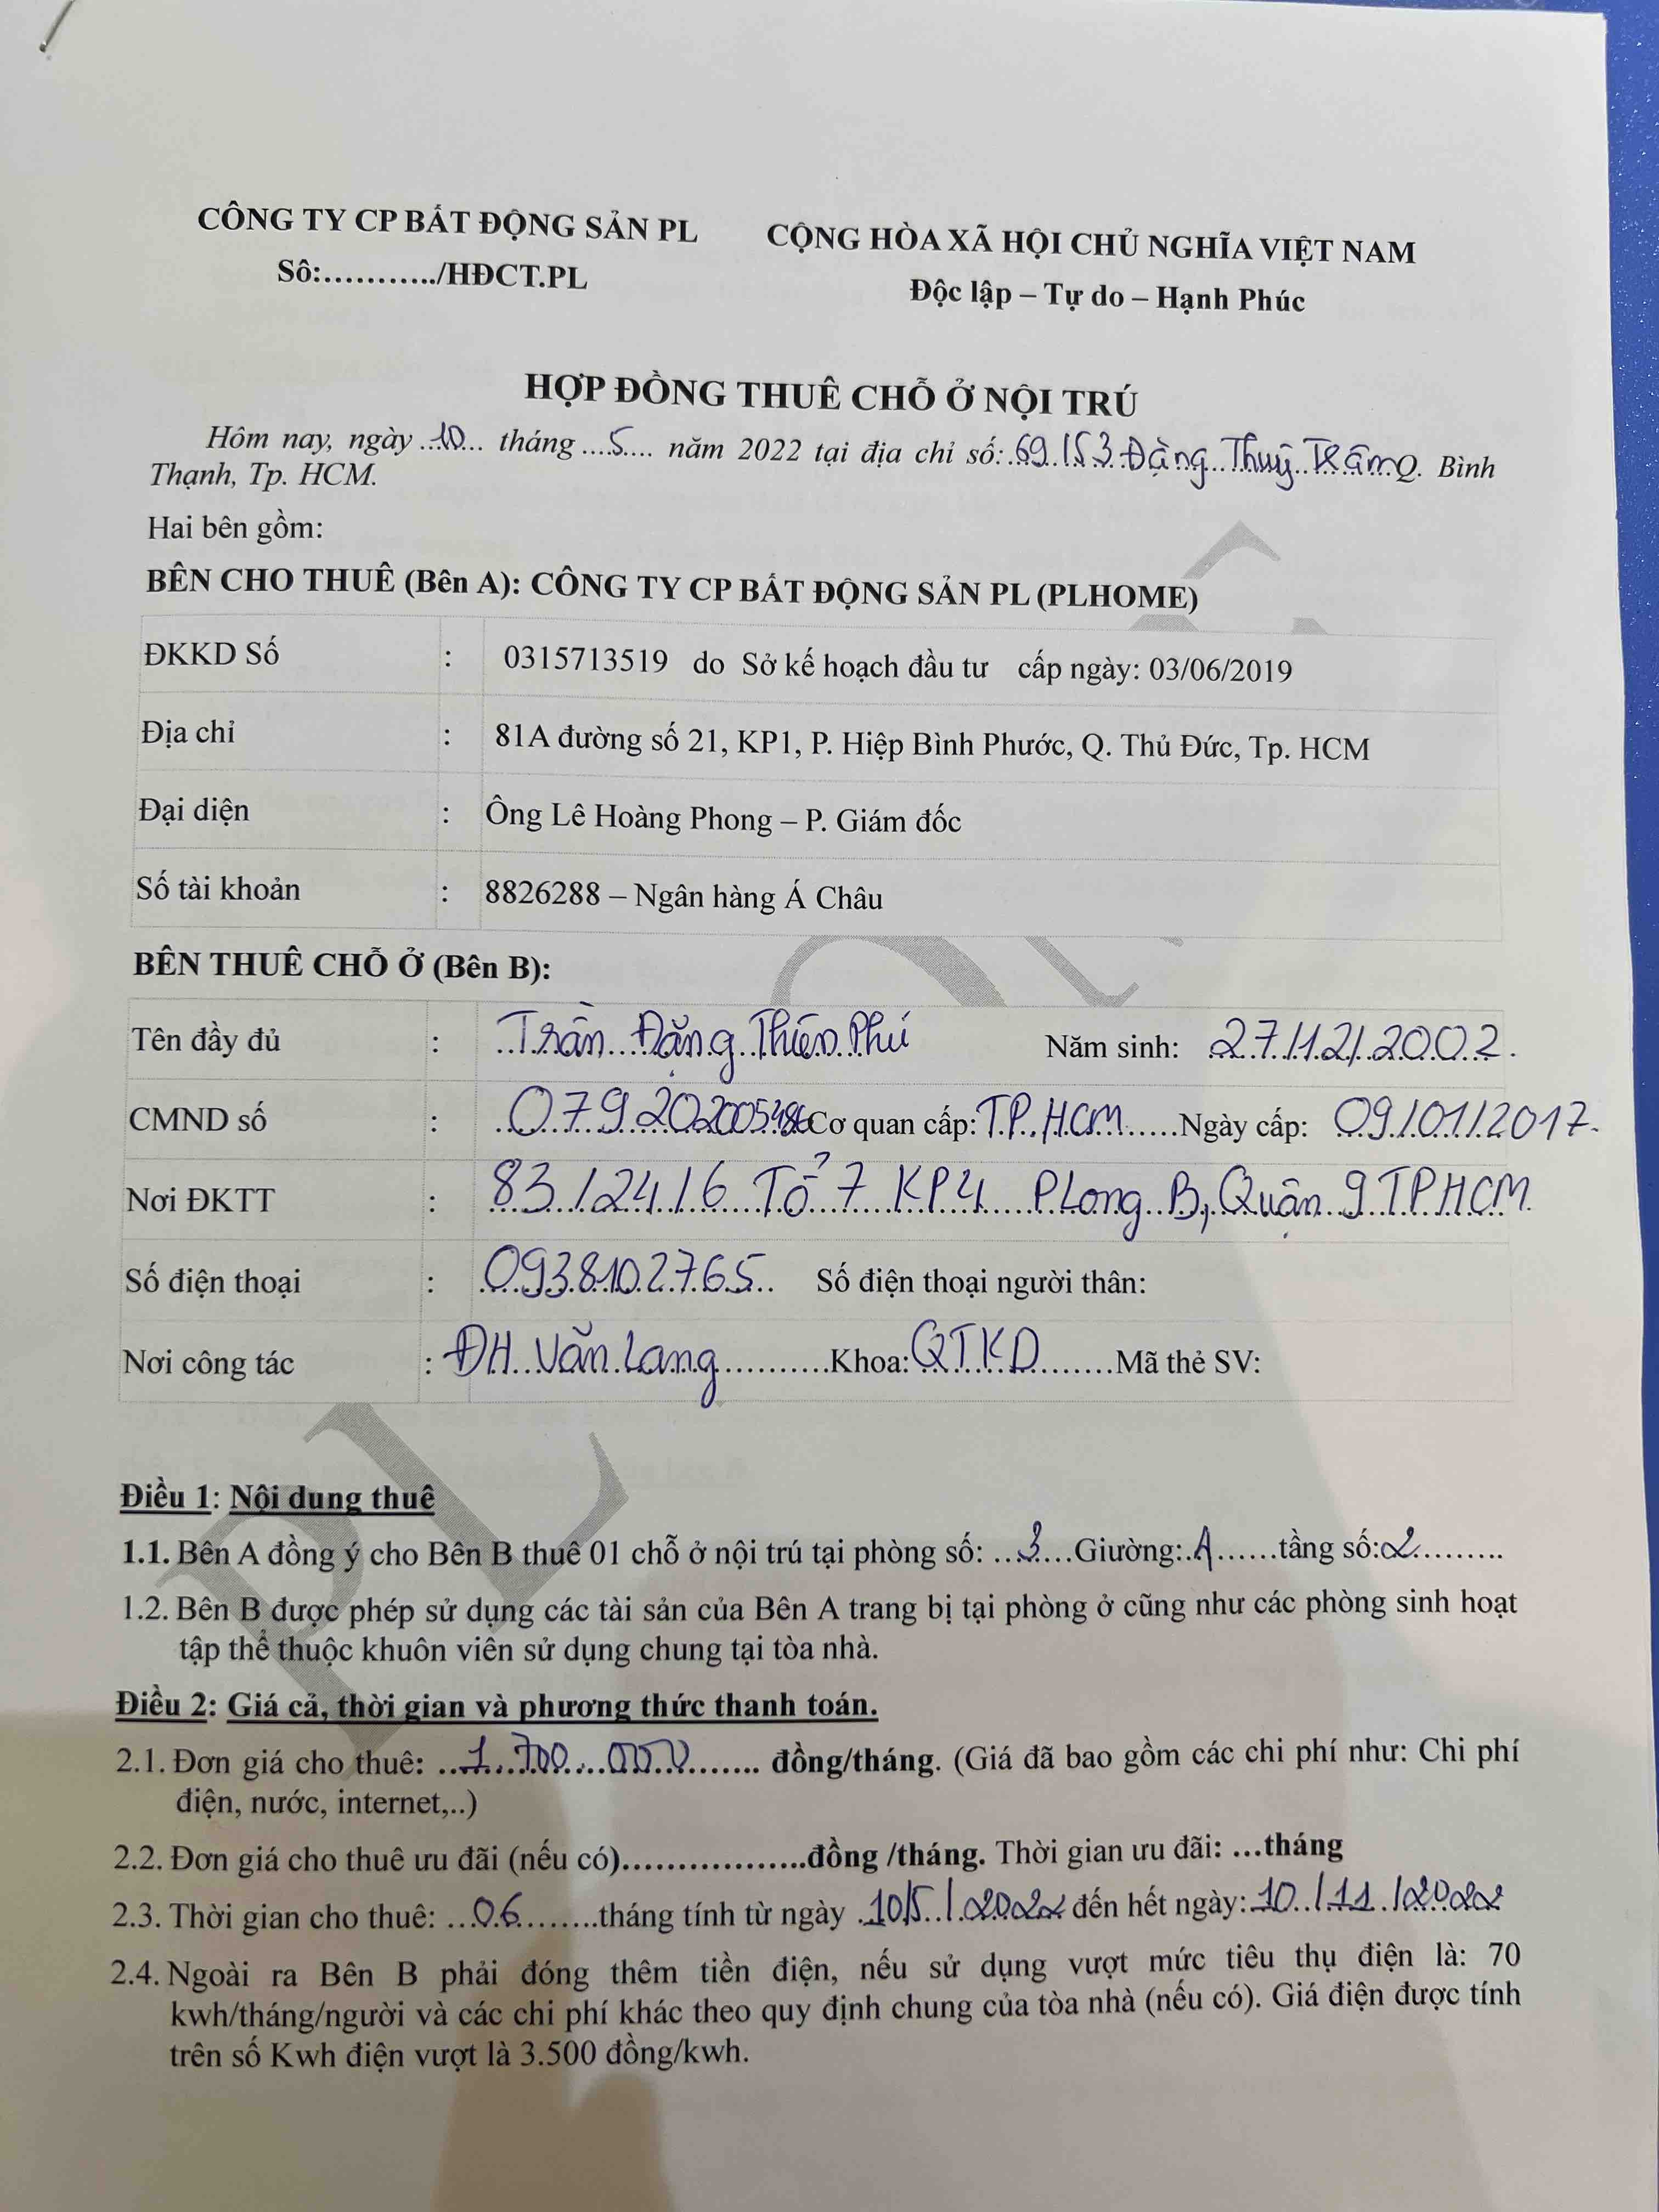 CÔNG TY CP BẤT ĐỘNG SẢN PL
Số:.........../HĐCT.PL
CỘNG HÒA XÃ HỘI CHỦ NGHĨA VIỆT NAM
Độc lập – Tự do – Hạnh Phúc
HỢP ĐỒNG THUÊ CHỖ Ở NỘI TRÚ
Hôm nay, ngày ..10... tháng ....5.... năm 2022 tại địa chỉ số: 69/53 Đặng Thuỳ Trâm Q. Bình
Thạnh, Tp. HCM.
Hai bên gồm:
BÊN CHO THUÊ (Bên A): CÔNG TY CP BẤT ĐỘNG SẢN PL (PLHOME)
ĐKKD Số : 0315713519 do Sở kế hoạch đầu tư cấp ngày: 03/06/2019
Địa chỉ : 81A đường số 21, KP1, P. Hiệp Bình Phước, Q. Thủ Đức, Tp. HCM
Đại diện : Ông Lê Hoàng Phong – P. Giám đốc
Số tài khoản : 8826288 – Ngân hàng Á Châu
BÊN THUÊ CHỖ Ở (Bên B):
Tên đầy đủ : Trần Đặng Thiên Phú Năm sinh: 27/12/2002.
CMND số : Cơ quan cấp: T.P.HCM......Ngày cấp: 09/01/2017.
Nơi ĐKTT : 83/24/6 Tổ 7 KP4 P Long B, Quận 9 TPHCM
Số điện thoại : 0938102765 Số điện thoại người thân:
Nơi công tác : ĐH Văn Lang...........Khoa: QTKD........Mã thẻ SV:
PL
Điều 1: Nội dung thuê
1.1. Bên A đồng ý cho Bên B thuê 01 chỗ ở nội trú tại phòng số: ...3....Giường:.A......tầng số: 2.........
1.2. Bên B được phép sử dụng các tài sản của Bên A trang bị tại phòng ở cũng như các phòng sinh hoạt
tập thể thuộc khuôn viên sử dụng chung tại tòa nhà.
Điều 2: Giá cả, thời gian và phương thức thanh toán.
2.1. Đơn giá cho thuê: ..1.700.000....... đồng/tháng. (Giá đã bao gồm các chi phí như: Chi phí
điện, nước, internet,..)
2.2. Đơn giá cho thuê ưu đãi (nếu có)..................đồng /tháng. Thời gian ưu đãi: ...tháng
2.3. Thời gian cho thuê: ...06........tháng tính từ ngày .10/5/2022 đến hết ngày: 10/11/2022
2.4. Ngoài ra Bên B phải đóng thêm tiền điện, nếu sử dụng vượt mức tiêu thụ điện là: 70
kwh/tháng/người và các chi phí khác theo quy định chung của tòa nhà (nếu có). Giá điện được tính
trên số Kwh điện vượt là 3.500 đồng/kwh.